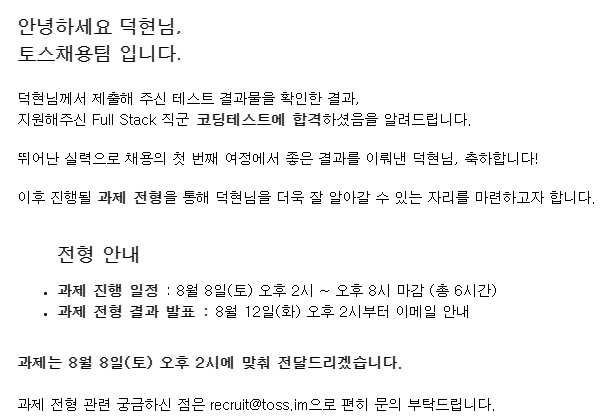 안녕하세요 덕현님,
토스채용팀 입니다.
덕현님께서 제출해 주신 테스트 결과물을 확인한 결과,
지원해주신 Full Stack 직군 코딩테스트에 합격하셨음을 알려드립니다.
뛰어난 실력으로 채용의 첫 번째 여정에서 좋은 결과를 이뤄낸 덕현님, 축하합니다!
이후 진행될 과제 전형을 통해 덕현님을 더욱 잘 알아갈 수 있는 자리를 마련하고자 합니다.
전형 안내
• 과제 진행 일정 : 8월 8일(토) 오후 2시 ~ 오후 8시 마감 (총 6시간)
• 과제 전형 결과 발표 : 8월 12일(화) 오후 2시부터 이메일 안내
과제는 8월 8일(토) 오후 2시에 맞춰 전달드리겠습니다.
과제 전형 관련 궁금하신 점은 recruit@toss.im으로 편히 문의 부탁드립니다.